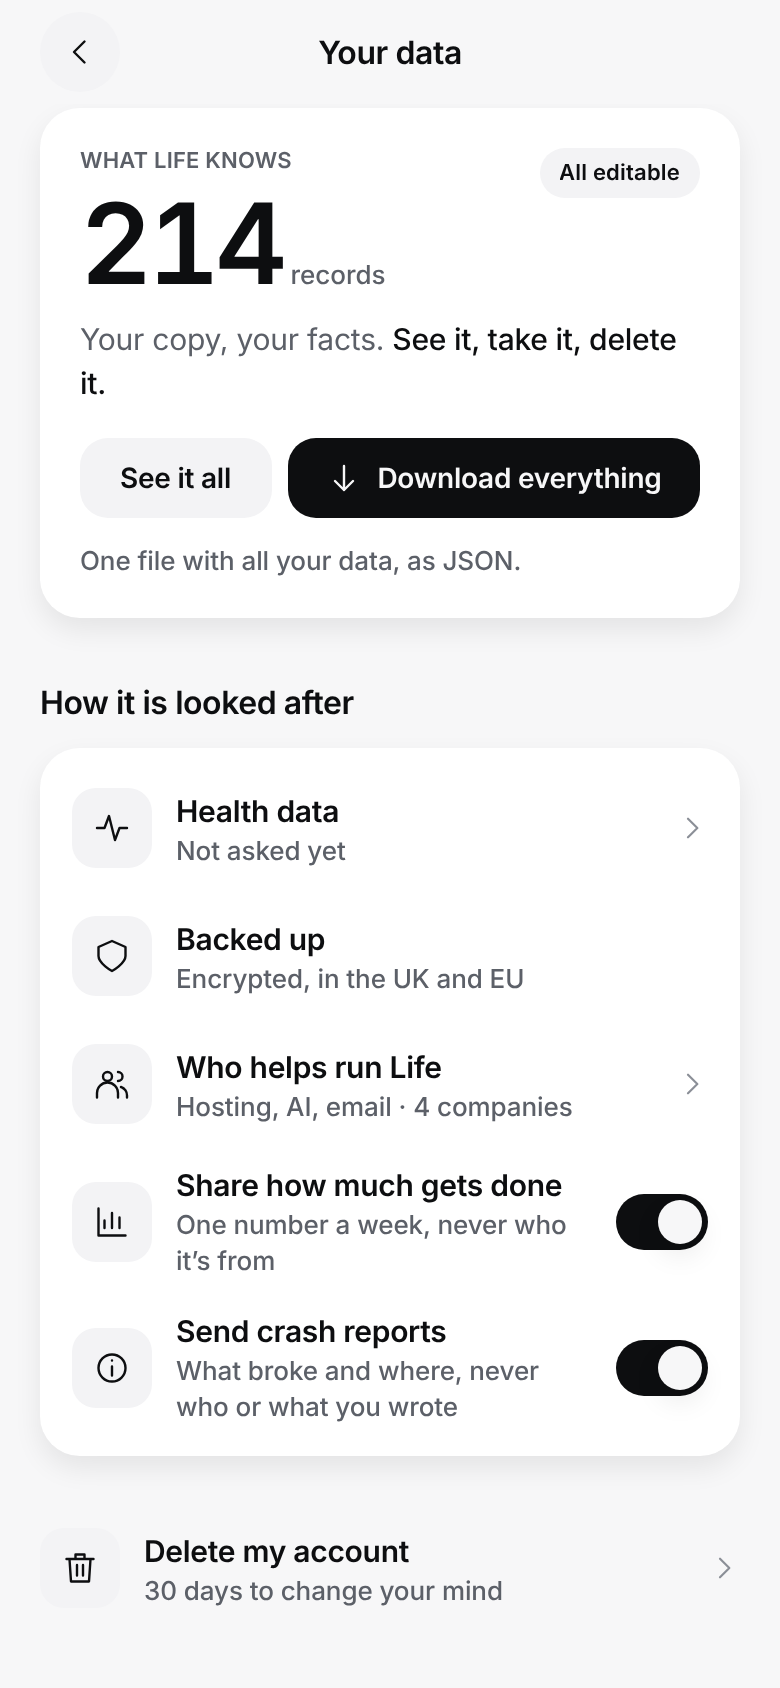 Your data
WHAT LIFE KNOWS
All editable
214 records
Your copy, your facts. See it, take it, delete
it.
See it all
Download everything
One file with all your data, as JSON.
How it is looked after
Health data
Not asked yet
Backed up
Encrypted, in the UK and EU
Who helps run Life
Hosting, AI, email · 4 companies
Share how much gets done
One number a week, never who
it’s from
Send crash reports
What broke and where, never
who or what you wrote
Delete my account
30 days to change your mind